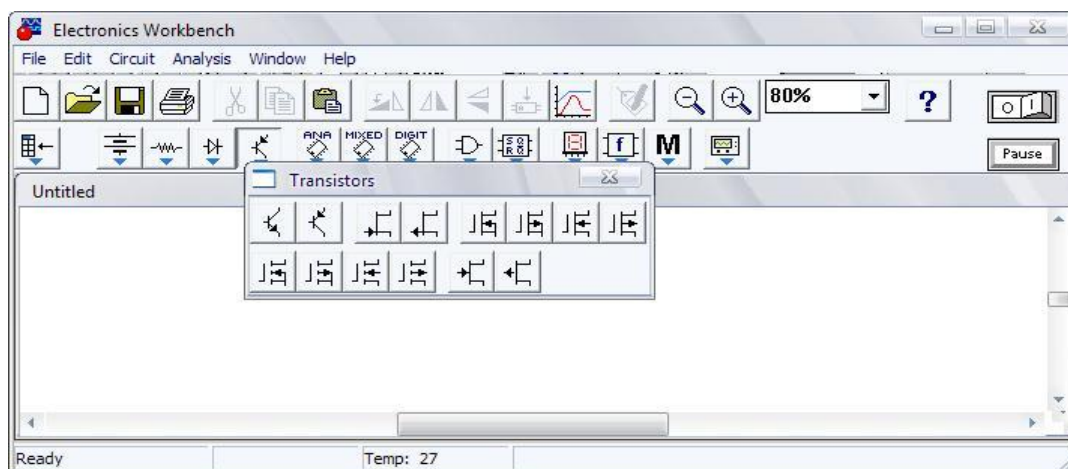 Electronics Workbench
File Edit Circuit Analysis Window Help
80% ?
ANA MIXED DIGIT f M
Pause
Transistors
Untitled
Ready Temp: 27